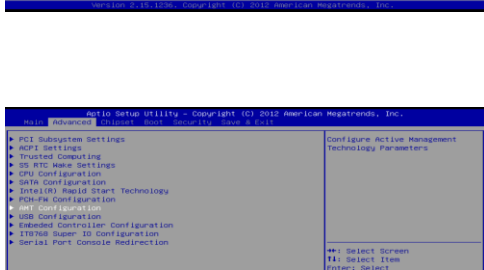 Version 2.15.1236. Copyright (C) 2012 American Megatrends, Inc.
Aptio Setup Utility - Copyright (C) 2012 American Megatrends, Inc.
Main Advanced Chipset Boot Security Save & Exit
▶ PCI Subsystem Settings
▶ ACPI Settings
▶ Trusted Computing
▶ S5 RTC Wake Settings
▶ CPU Configuration
▶ SATA Configuration
▶ Intel(R) Rapid Start Technology
▶ PCH-FW Configuration
▶ AMT Configuration
▶ USB Configuration
▶ Embeded Controller Configuration
▶ IT8768 Super IO Configuration
▶ Serial Port Console Redirection
Configure Active Management
Technology Parameters
→←: Select Screen
↑↓: Select Item
Enter: Select